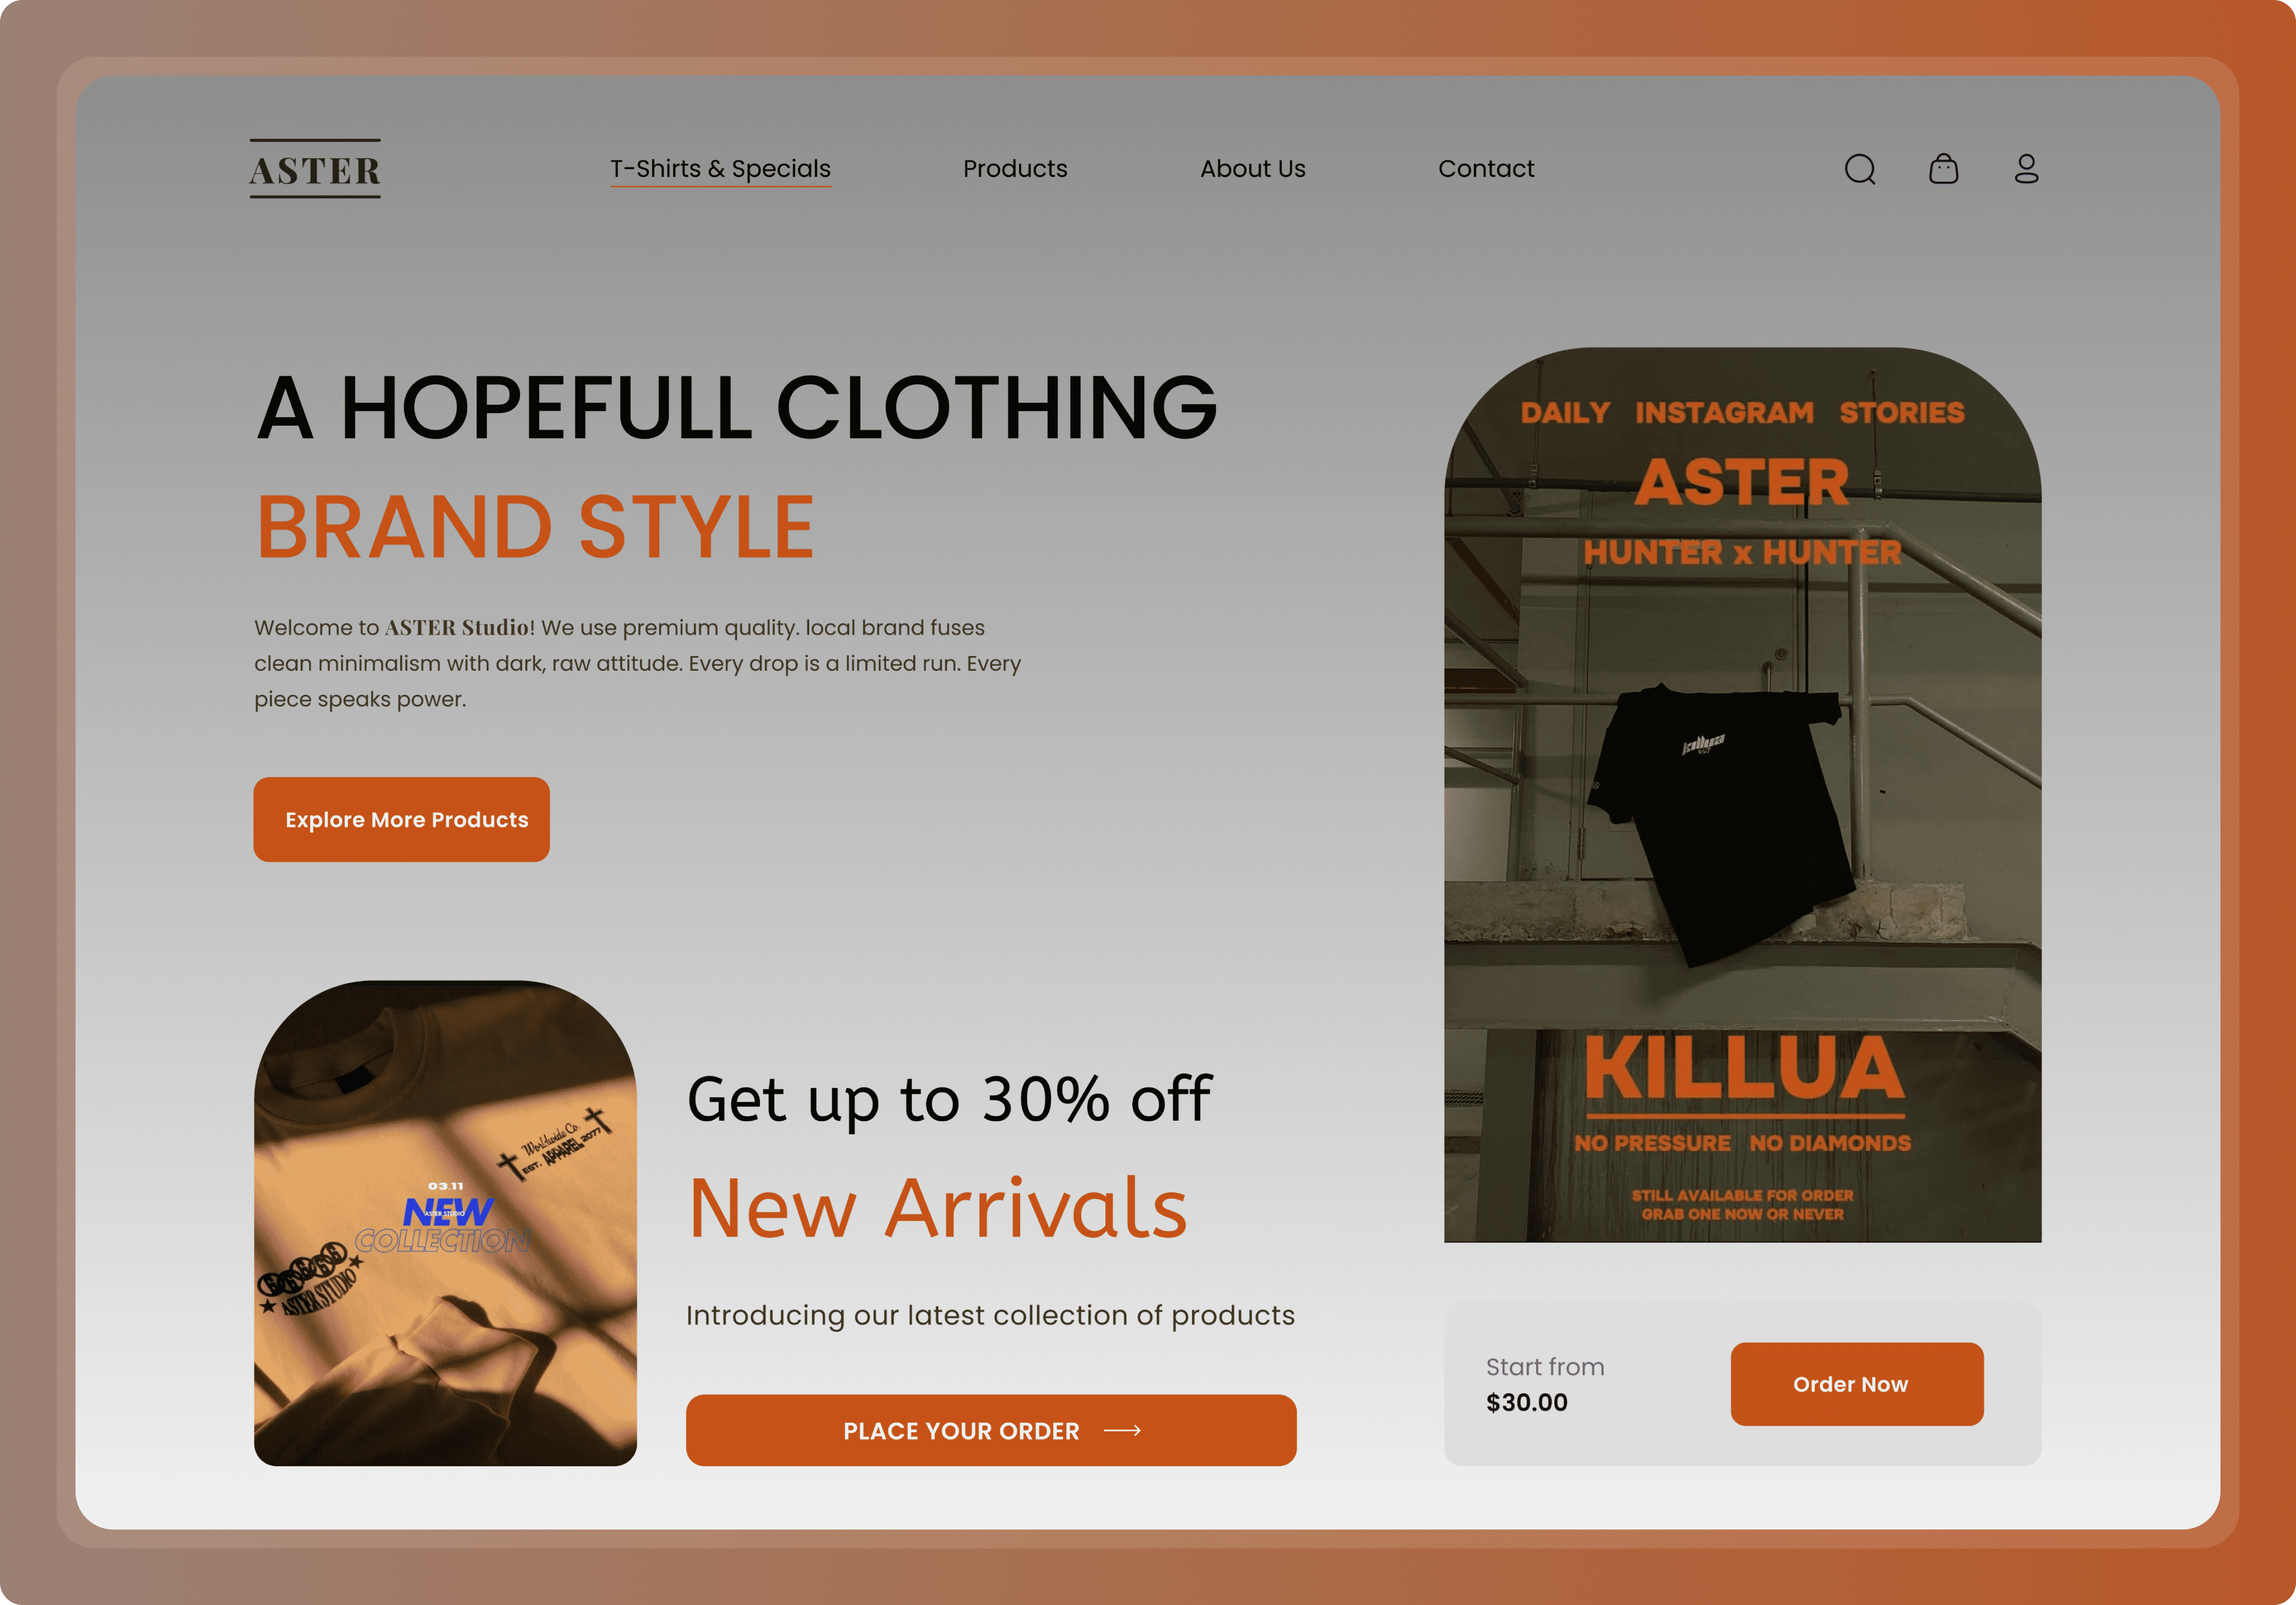 ASTER
T-Shirts & Specials
Products
About Us
Contact
A HOPEFULL CLOTHING
BRAND STYLE
Welcome to ASTER Studio! We use premium quality. local brand fuses
clean minimalism with dark, raw attitude. Every drop is a limited run. Every
piece speaks power.
Explore More Products
DAILY INSTAGRAM STORIES
ASTER
HUNTER x HUNTER
killua
KILLUA
NO PRESSURE NO DIAMONDS
STILL AVAILABLE FOR ORDER
GRAB ONE NOW OR NEVER
Worldwide Co.
EST. APPAREL 2077
03.11
NEW
ASTER STUDIO
COLLECTION
66666
ASTER STUDIO
Get up to 30% off
New Arrivals
Introducing our latest collection of products
PLACE YOUR ORDER
Start from
$30.00
Order Now